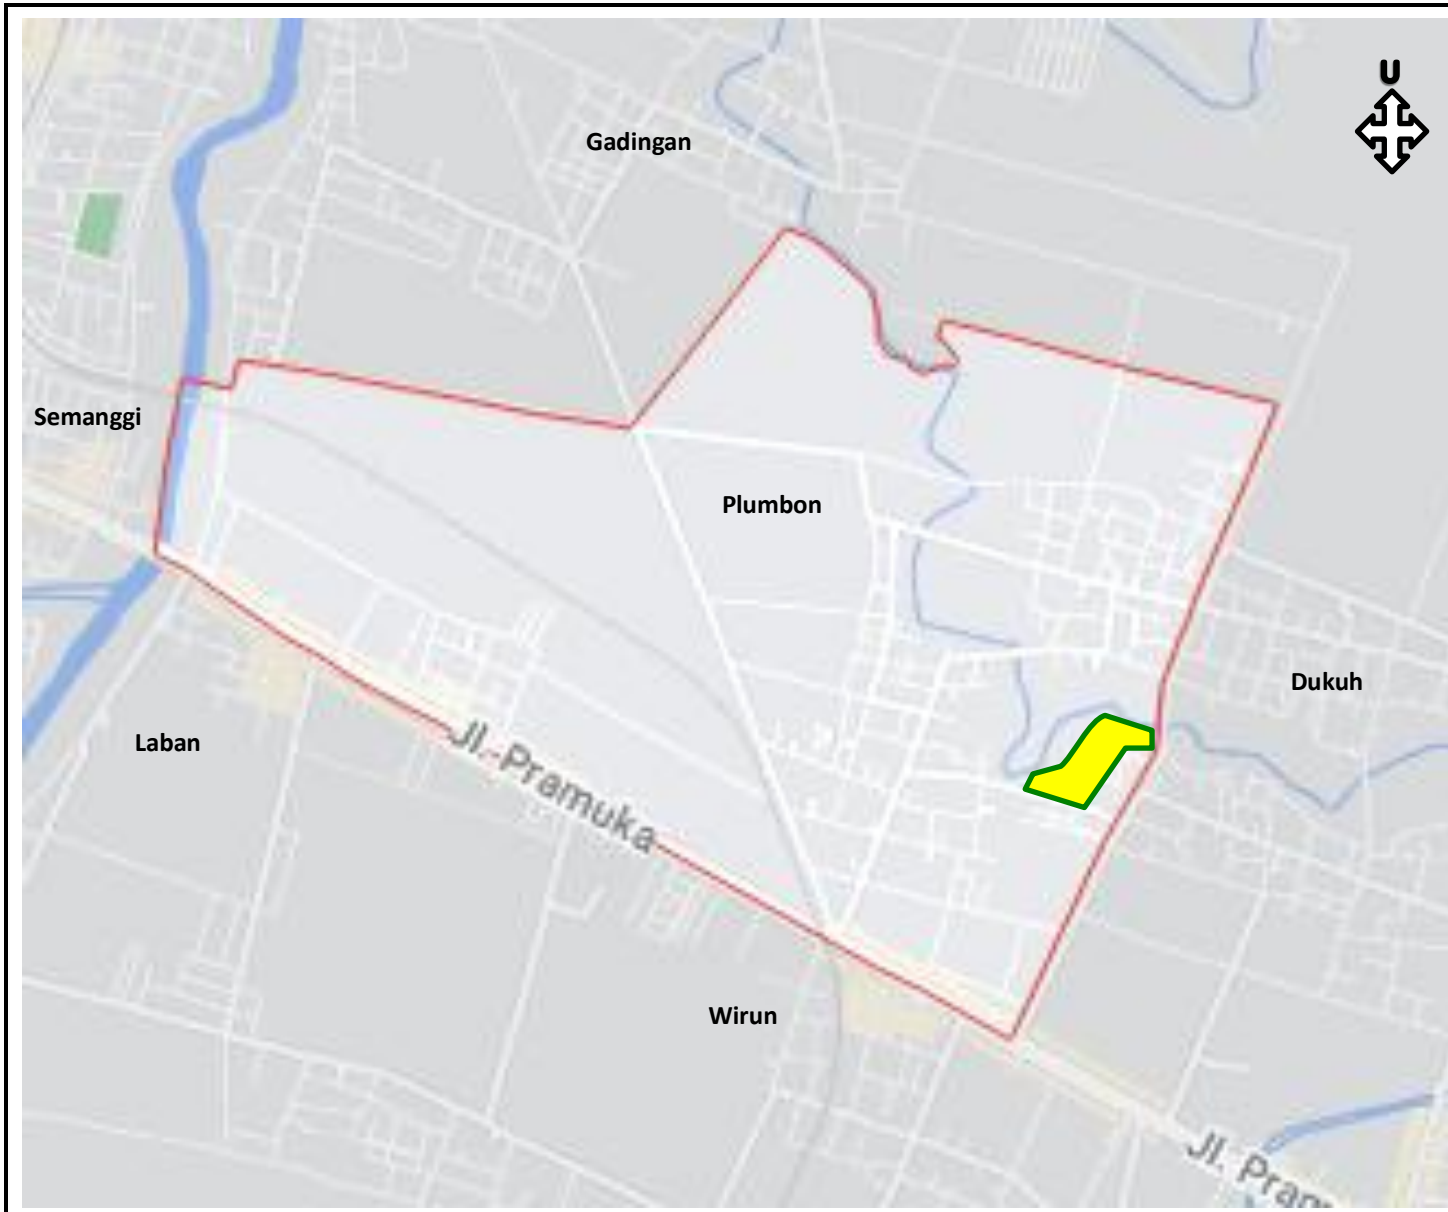 U
Gadingan
Semanggi
Plumbon
Dukuh
Laban
Jl. Pramuka
Wirun
Jl. Pram